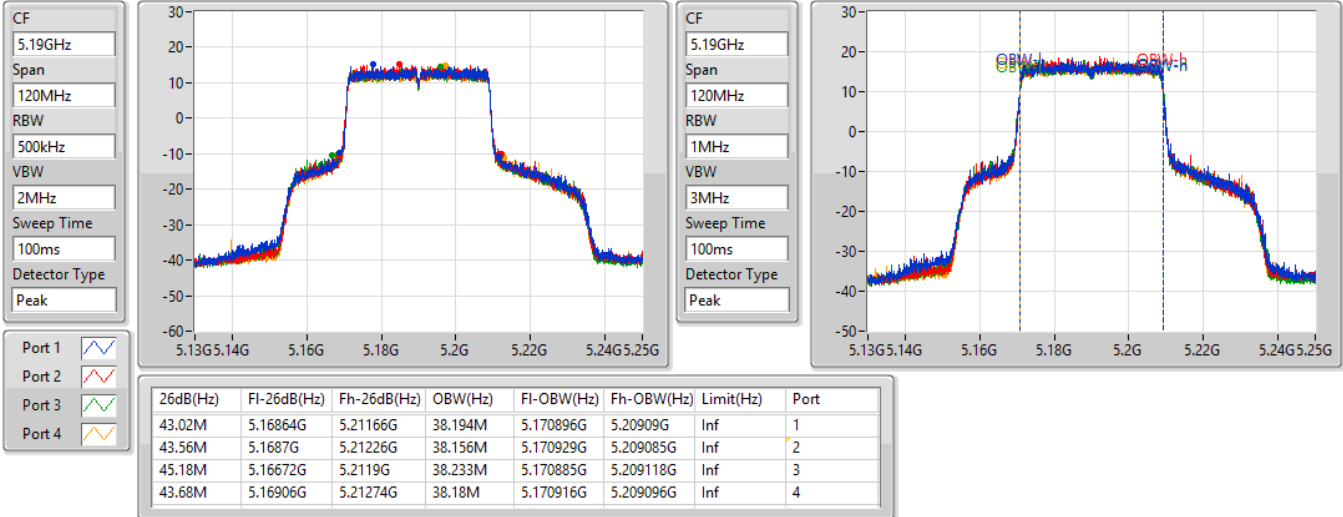 CF
5.19GHz
Span
120MHz
RBW
500kHz
VBW
2MHz
Sweep Time
100ms
Detector Type
Peak
30
20
10
0
-10
-20
-30
-40
-50
-60
5.13G 5.14G 5.16G 5.18G 5.2G 5.22G 5.24G 5.25G
CF
5.19GHz
Span
120MHz
RBW
1MHz
VBW
3MHz
Sweep Time
100ms
Detector Type
Peak
30
20
10
0
-10
-20
-30
-40
-50
OBW-h
5.13G 5.14G 5.16G 5.18G 5.2G 5.22G 5.24G 5.25G
Port 1
Port 2
Port 3
Port 4
26dB(Hz) Fl-26dB(Hz) Fh-26dB(Hz) OBW(Hz) Fl-OBW(Hz) Fh-OBW(Hz) Limit(Hz) Port
43.02M 5.16864G 5.21166G 38.194M 5.170896G 5.20909G Inf 1
43.56M 5.1687G 5.21226G 38.156M 5.170929G 5.209085G Inf 2
45.18M 5.16672G 5.2119G 38.233M 5.170885G 5.209118G Inf 3
43.68M 5.16906G 5.21274G 38.18M 5.170916G 5.209096G Inf 4